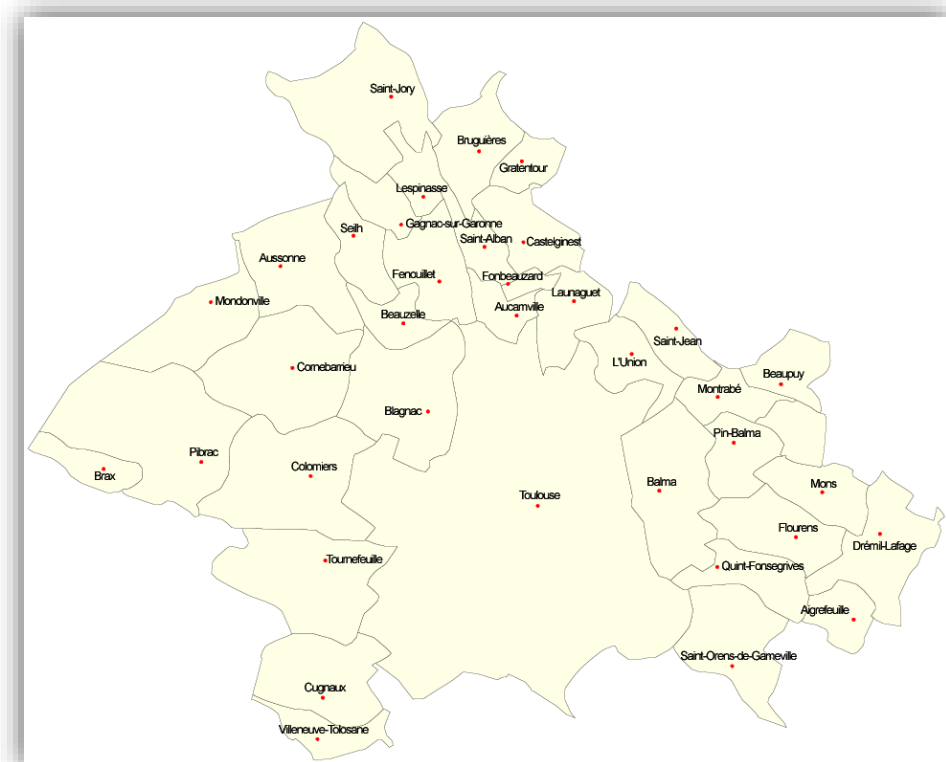 Saint-Jory
Bruguières
Gratentour
Lespinasse
Gagnac-sur-Garonne
Seilh
Saint-Alban
Castelginest
Aussonne
Fenouillet
Fonbeauzard
Launaguet
Mondonville
Beauzelle
Aucamville
Saint-Jean
L'Union
Cornebarrieu
Beaupuy
Montrabé
Blagnac
Pin-Balma
Pibrac
Colomiers
Brax
Balma
Mons
Toulouse
Flourens
Drémil-Lafage
Tournefeuille
Quint-Fonsegrives
Aigrefeuille
Saint-Orens-de-Gameville
Cugnaux
Villeneuve-Tolosane